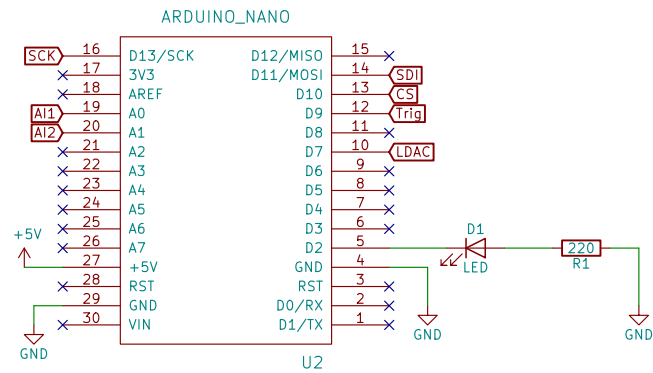 ARDUINO_NANO
SCK 16 D13/SCK D12/MISO 15
17 3V3 D11/MOSI 14 SDI
18 AREF D10 13 CS
AI1 19 A0 D9 12 Trig
AI2 20 A1 D8 11
21 A2 D7 10 LDAC
22 A3 D6 9
23 A4 D5 8
24 A5 D4 7
25 A6 D3 6 D1
+5V 26 A7 D2 5 220
27 +5V GND 4 LED R1
28 RST RST 3
29 GND D0/RX 2
30 VIN D1/TX 1 GND GND
GND
U2